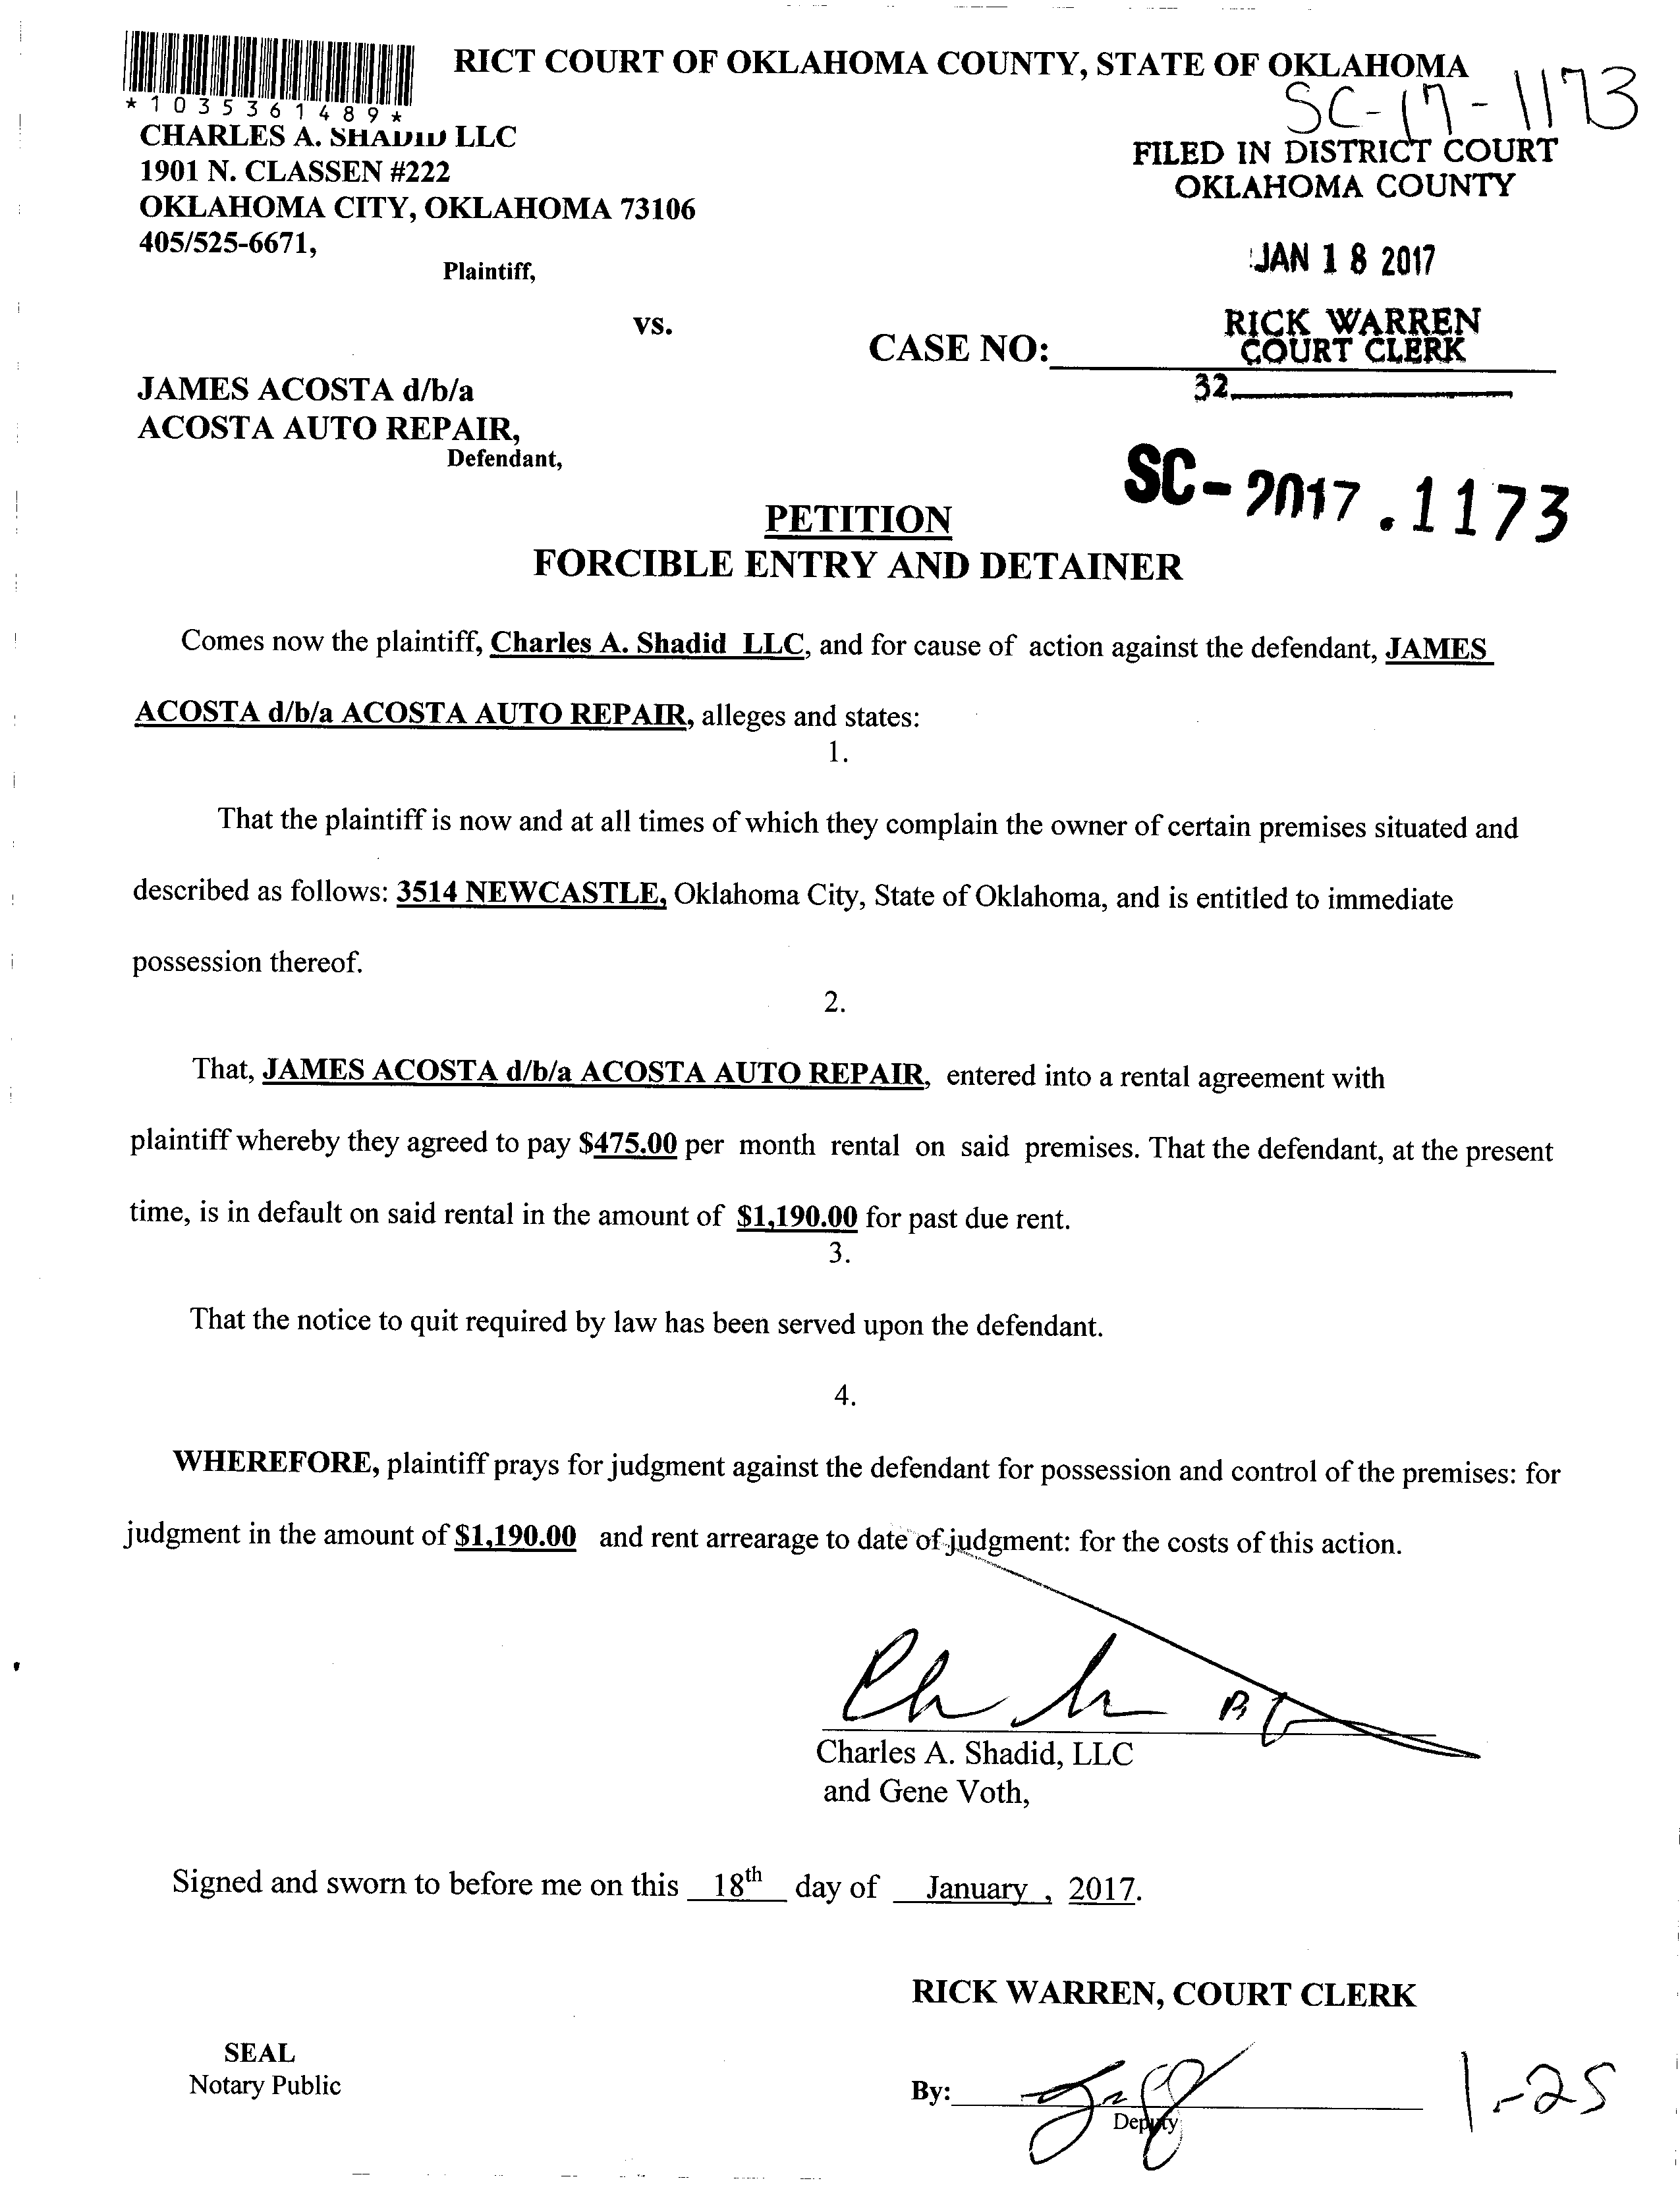 RICT COURT OF OKLAHOMA COUNTY, STATE OF OKLAHOMA
*1035361489*
SC-17-1173
CHARLES A. SHADID LLC
1901 N. CLASSEN #222
OKLAHOMA CITY, OKLAHOMA 73106
405/525-6671,
Plaintiff,
FILED IN DISTRICT COURT
OKLAHOMA COUNTY
JAN 18 2017
RICK WARREN
COURT CLERK
32
vs.
CASE NO:
JAMES ACOSTA d/b/a
ACOSTA AUTO REPAIR,
Defendant,
SC-2017.1173
PETITION
FORCIBLE ENTRY AND DETAINER
Comes now the plaintiff, Charles A. Shadid LLC, and for cause of action against the defendant, JAMES
ACOSTA d/b/a ACOSTA AUTO REPAIR, alleges and states:
1.
That the plaintiff is now and at all times of which they complain the owner of certain premises situated and
described as follows: 3514 NEWCASTLE, Oklahoma City, State of Oklahoma, and is entitled to immediate
possession thereof.
2.
That, JAMES ACOSTA d/b/a ACOSTA AUTO REPAIR, entered into a rental agreement with
plaintiff whereby they agreed to pay $475.00 per month rental on said premises. That the defendant, at the present
time, is in default on said rental in the amount of $1,190.00 for past due rent.
3.
That the notice to quit required by law has been served upon the defendant.
4.
WHEREFORE, plaintiff prays for judgment against the defendant for possession and control of the premises: for
judgment in the amount of $1,190.00 and rent arrearage to date of judgment: for the costs of this action.
Charles A. Shadid, LLC
and Gene Voth,
Signed and sworn to before me on this 18th day of January , 2017.
RICK WARREN, COURT CLERK
SEAL
Notary Public
By:
Deputy
1-25